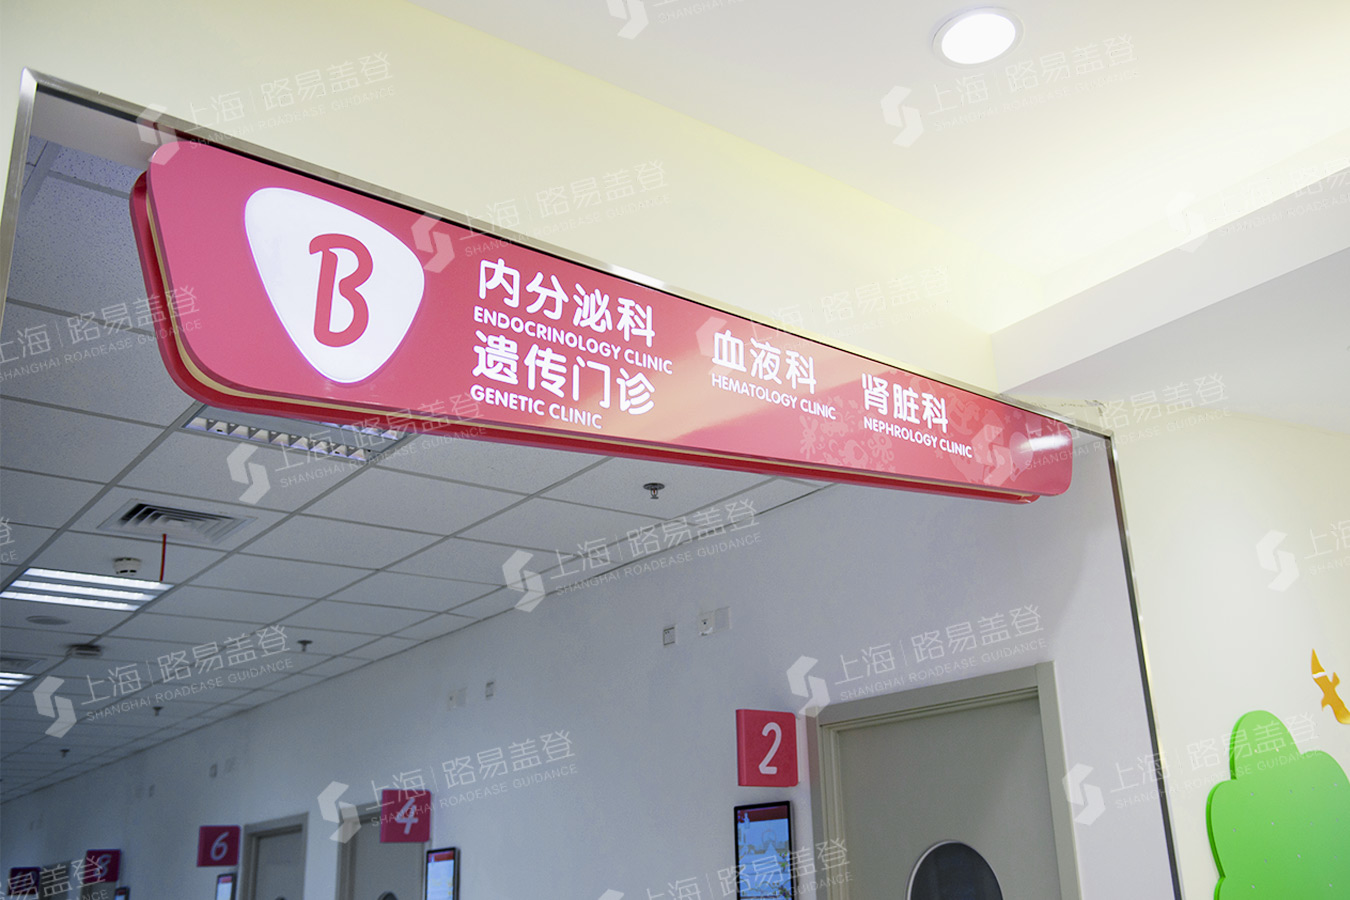 B
内分泌科
ENDOCRINOLOGY CLINIC
遗传门诊
GENETIC CLINIC
血液科
HEMATOLOGY CLINIC
肾脏科
NEPHROLOGY CLINIC
2
4
6
8
上海|路易盖登
SHANGHAI ROADEASE GUIDANCE